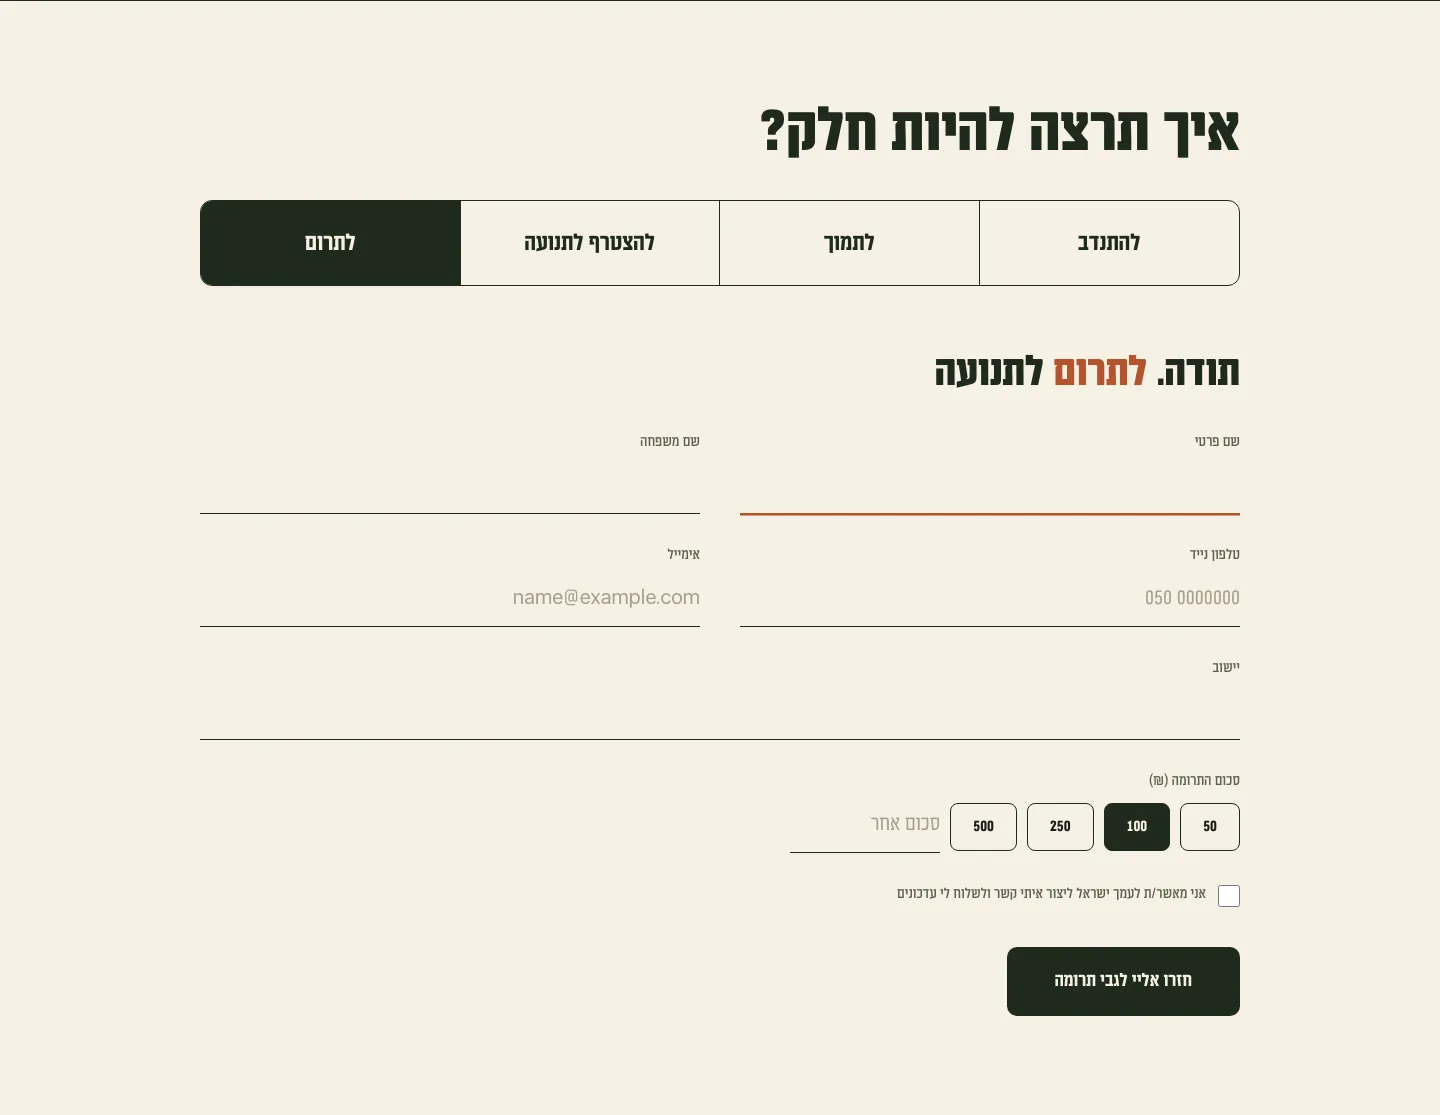 איך תרצה להיות חלק?
להתנדב
לתמוך
להצטרף לתנועה
לתרום
תודה. לתרום לתנועה
שם פרטי
שם משפחה
טלפון נייד
אימייל
050 0000000
name@example.com
יישוב
סכום התרומה (₪)
50
100
250
500
סכום אחר
אני מאשר/ת לעמך ישראל ליצור איתי קשר ולשלוח לי עדכונים
חזרו אליי לגבי תרומה